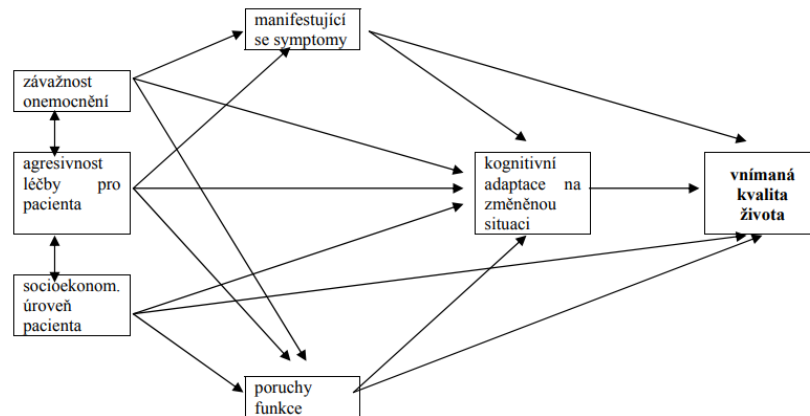 manifestující
se symptomy
závažnost
onemocnění
agresivnost
léčby pro
pacienta
kognitivní
adaptace na
změněnou
situaci
vnímaná
kvalita
života
socioekonom.
úroveň
pacienta
poruchy
funkce